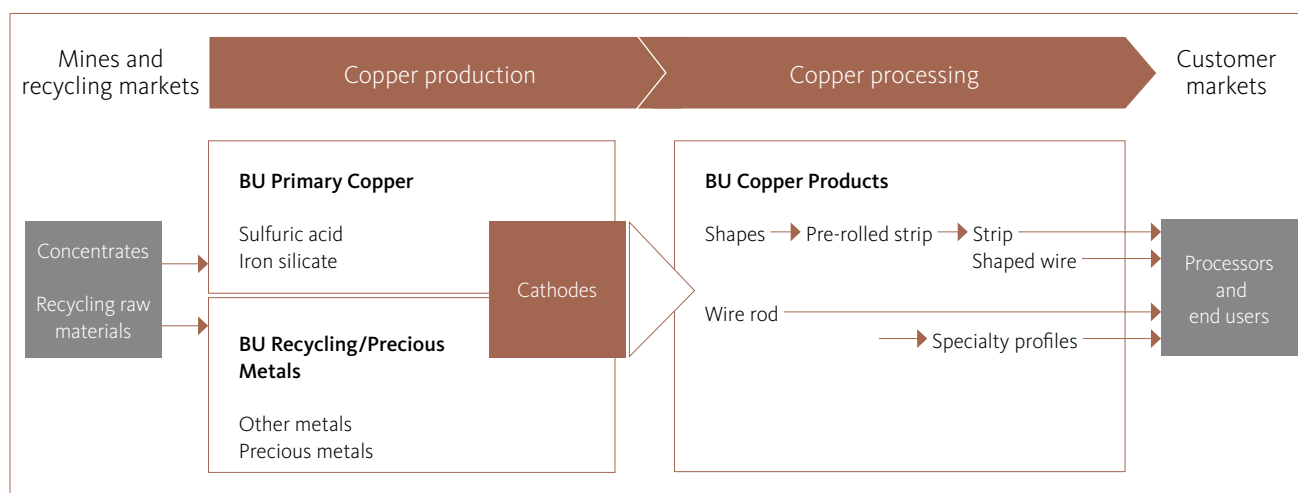 Mines and
recycling markets
Copper production
Copper processing
Customer
markets
Concentrates
Recycling raw
materials
BU Primary Copper
Sulfuric acid
Iron silicate
BU Recycling/Precious
Metals
Other metals
Precious metals
Cathodes
BU Copper Products
Shapes Pre-rolled strip Strip
Shaped wire
Wire rod
Specialty profiles
Processors
and
end users